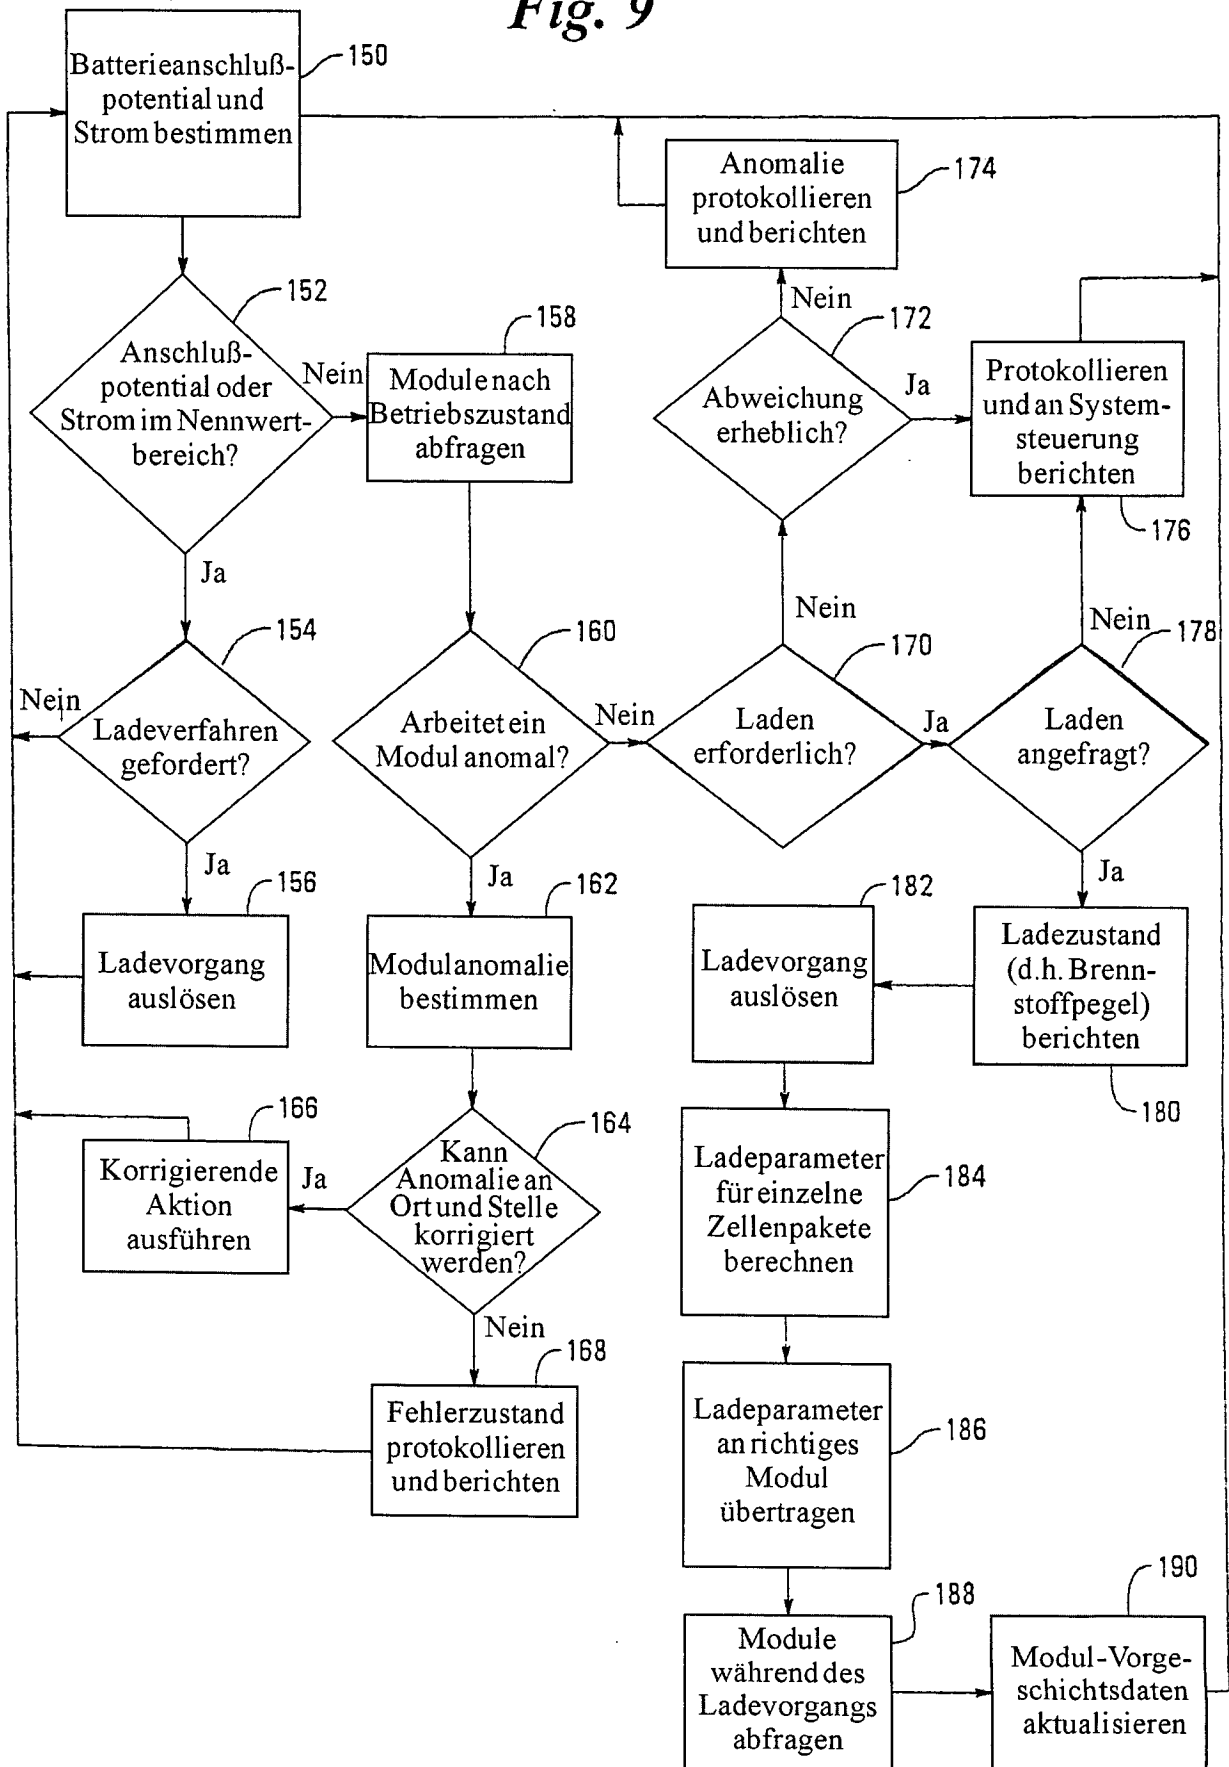 Fig. 9
Batterieanschluß-
potential und
Strom bestimmen
150
Anomalie
protokollieren
und berichten
174
152
Anschluß-
potential oder
Strom im Nennwert-
bereich?
Nein
158
Module nach
Betriebszustand
abfragen
Nein
172
Abweichung
erheblich?
Ja
Protokollieren
und an System-
steuerung
berichten
176
Ja
154
Nein
Ladeverfahren
gefordert?
160
Arbeitet ein
Modul anomal?
Nein
Nein
170
Laden
erforderlich?
Ja
Nein
178
Laden
angefragt?
Ja
156
Ladevorgang
auslösen
Ja
162
Modulanomalie
bestimmen
182
Ladevorgang
auslösen
Ja
Ladezustand
(d.h. Brenn-
stoffpegel)
berichten
180
166
Korrigierende
Aktion
ausführen
Ja
164
Kann
Anomalie an
Ort und Stelle
korrigiert
werden?
Ladeparameter
für einzelne
Zellenpakete
berechnen
184
Nein
168
Fehlerzustand
protokollieren
und berichten
Ladeparameter
an richtiges
Modul
übertragen
186
188
Module
während des
Ladevorgangs
abfragen
190
Modul-Vorge-
schichtsdaten
aktualisieren